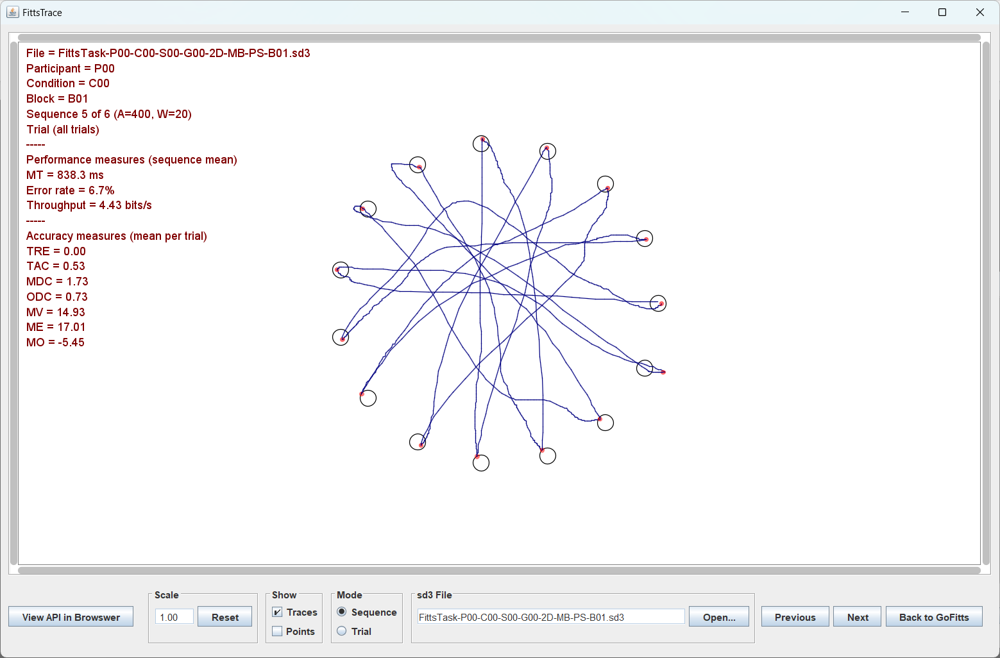 FittsTrace
File = FittsTask-P00-C00-S00-G00-2D-MB-PS-B01.sd3
Participant = P00
Condition = C00
Block = B01
Sequence 5 of 6 (A=400, W=20)
Trial (all trials)
-----
Performance measures (sequence mean)
MT = 838.3 ms
Error rate = 6.7%
Throughput = 4.43 bits/s
-----
Accuracy measures (mean per trial)
TRE = 0.00
TAC = 0.53
MDC = 1.73
ODC = 0.73
MV = 14.93
ME = 17.01
MO = -5.45
View API in Browswer
Scale
1.00
Reset
Show
Traces
Points
Mode
Sequence
Trial
sd3 File
FittsTask-P00-C00-S00-G00-2D-MB-PS-B01.sd3
Open...
Previous
Next
Back to GoFitts